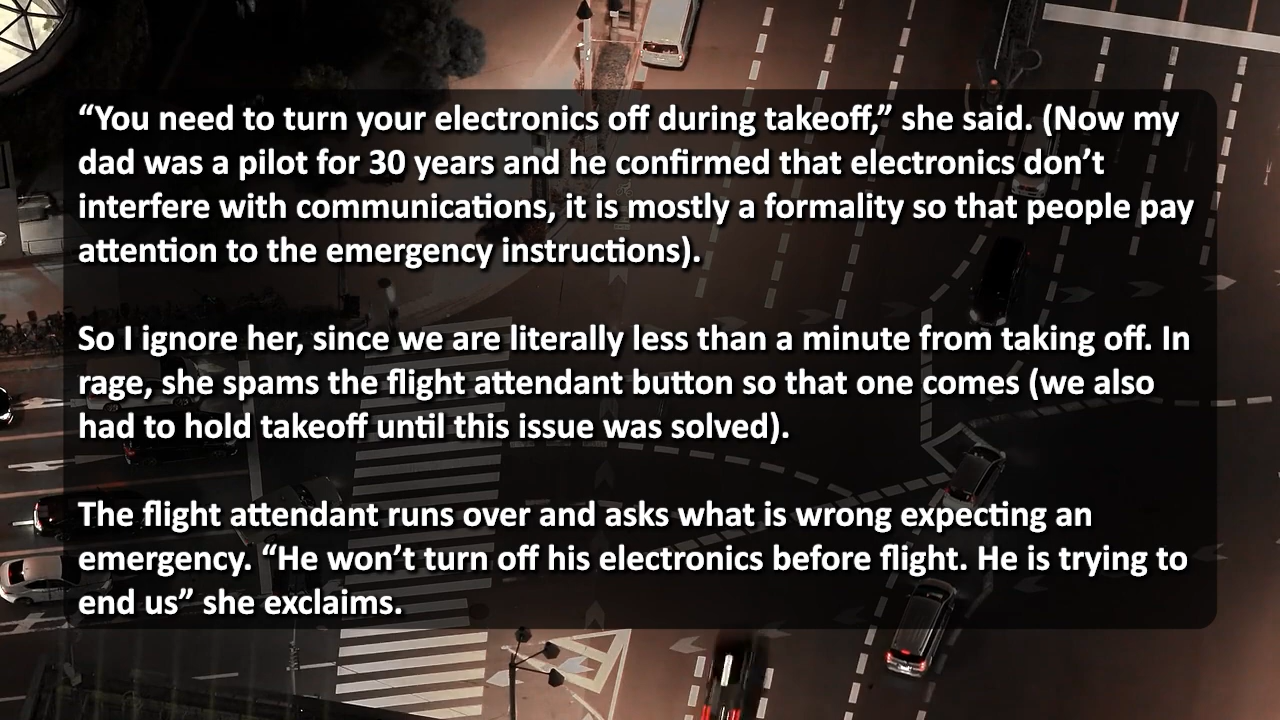 “You need to turn your electronics off during takeoff,” she said. (Now my
dad was a pilot for 30 years and he confirmed that electronics don’t
interfere with communications, it is mostly a formality so that people pay
attention to the emergency instructions).
So I ignore her, since we are literally less than a minute from taking off. In
rage, she spams the flight attendant button so that one comes (we also
had to hold takeoff until this issue was solved).
The flight attendant runs over and asks what is wrong expecting an
emergency. “He won’t turn off his electronics before flight. He is trying to
end us” she exclaims.